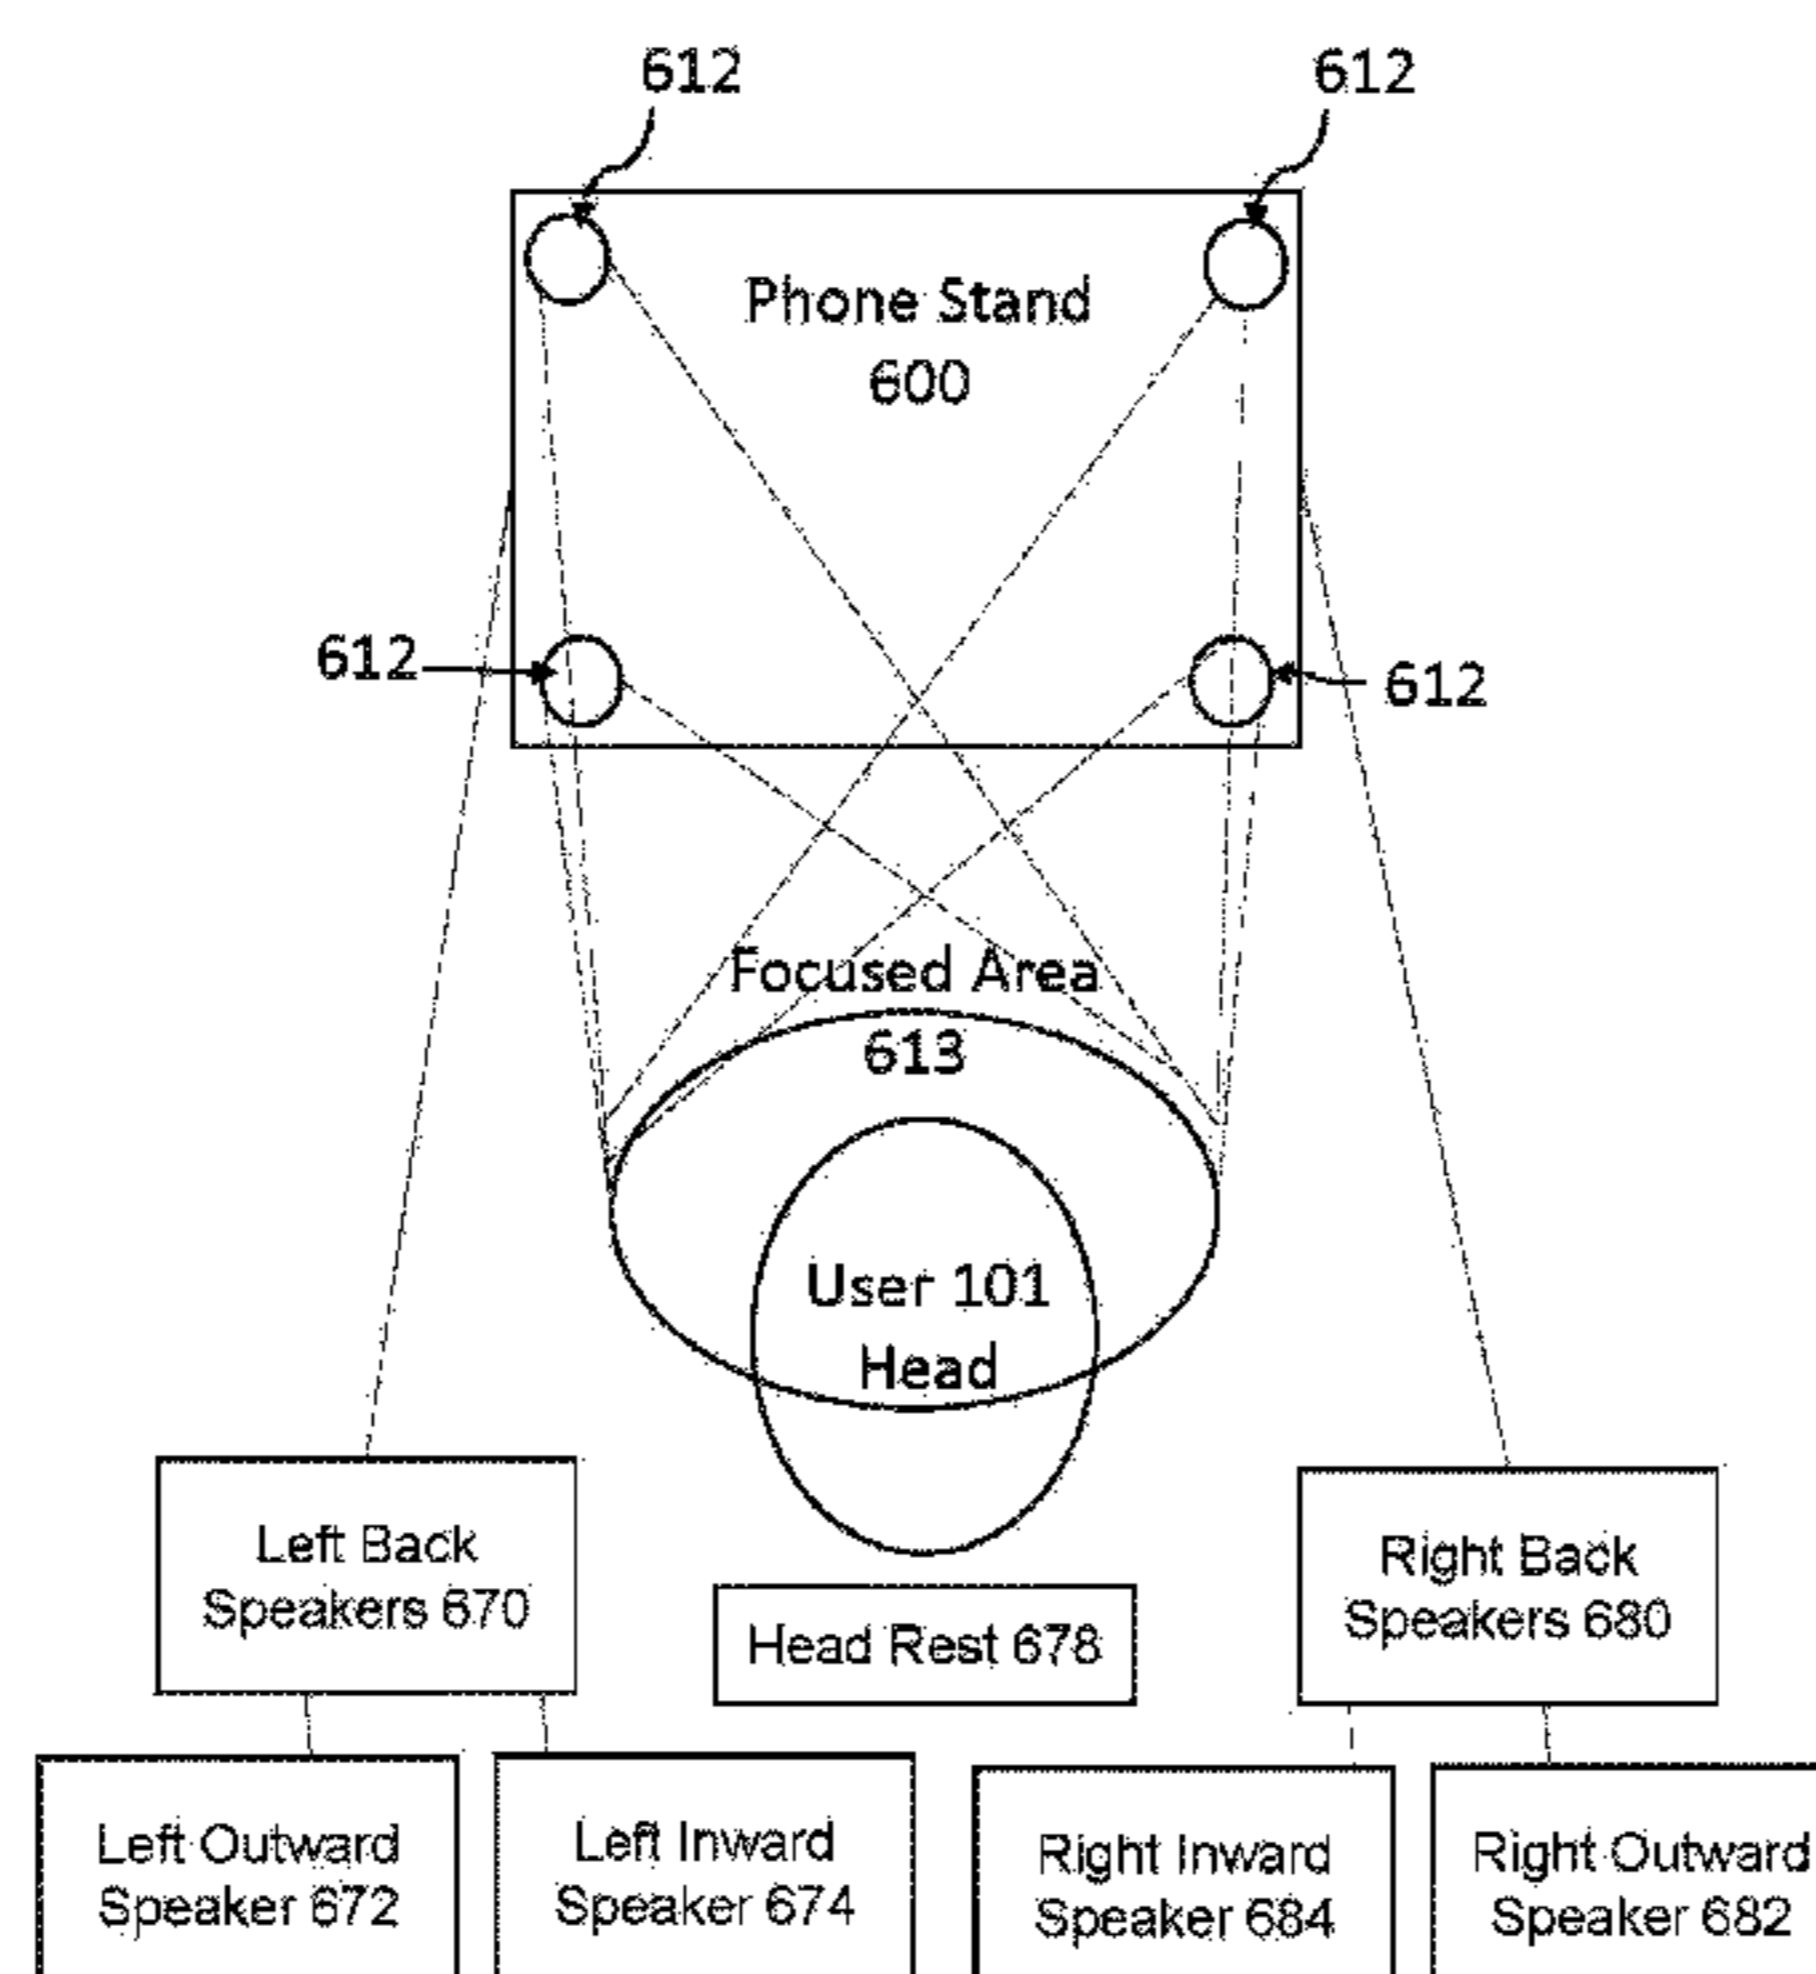 612
612
Phone Stand
600
612
612
Focused Area
613
User 101
Head
Left Back
Speakers 670
Right Back
Speakers 680
Head Rest 678
Left Outward
Speaker 672
Left Inward
Speaker 674
Right Inward
Speaker 684
Right Outward
Speaker 682